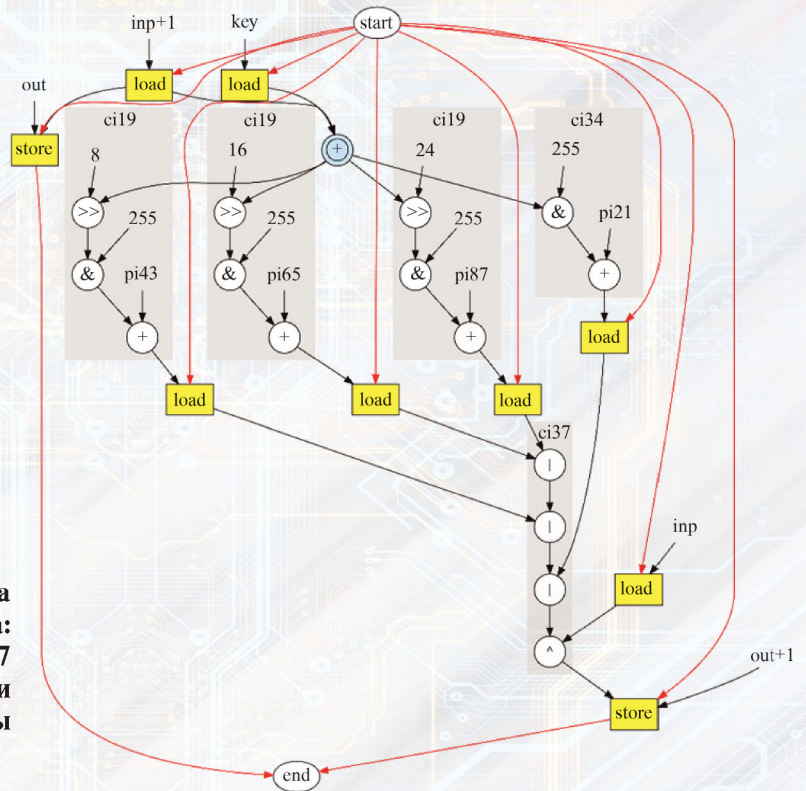 start
inp+1
key
load
load
out
store
ci19
ci19
ci19
ci34
+
8
16
24
255
>>
>>
>>
&
pi21
255
255
255
&
&
&
+
pi43
pi65
pi87
+
+
+
load
load
load
load
ci37
|
|
inp
|
load
а
а:
7
и
ы
^
out+1
store
end